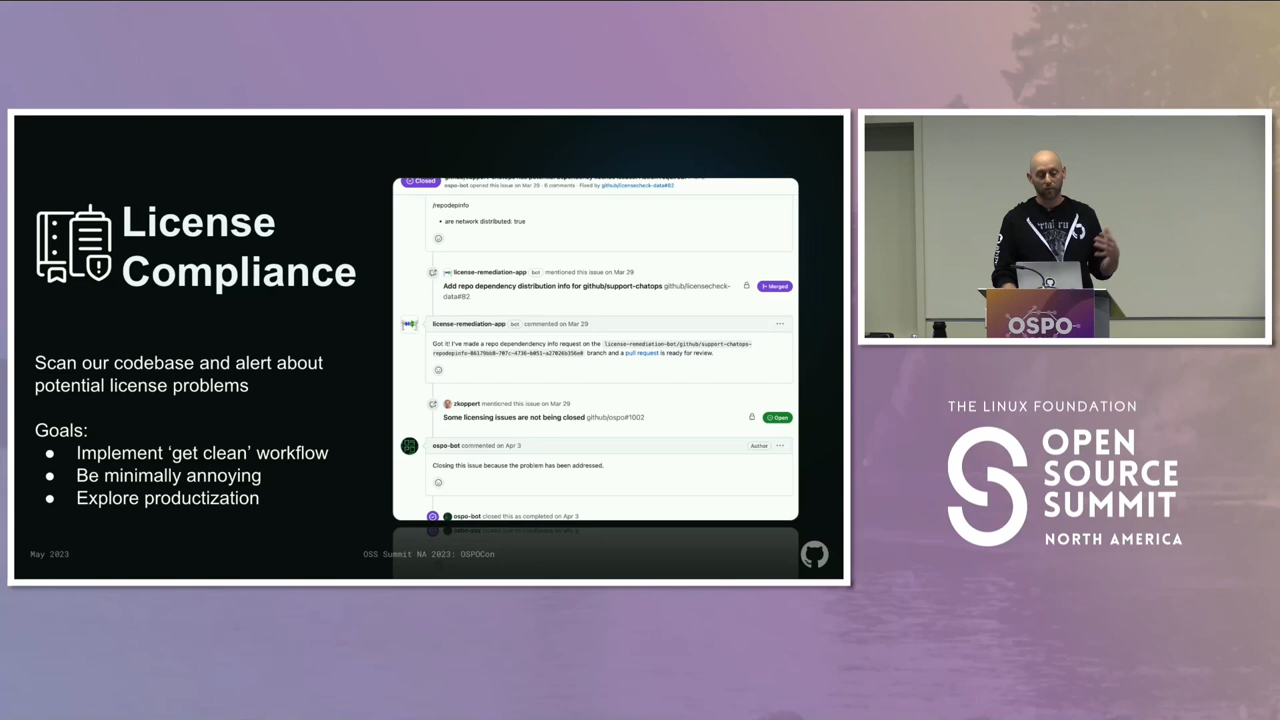 License
Compliance
Scan our codebase and alert about
potential license problems
Goals:
● Implement ‘get clean’ workflow
● Be minimally annoying
● Explore productization
May 2023
OSS Summit NA 2023: OSPOCon
Closed
ospo-bot opened this issue on Mar 29 · 6 comments · Fixed by github/licensecheck-data#82
/repodepinfo
• are network distributed: true
license-remediation-app bot mentioned this issue on Mar 29
Add repo dependency distribution info for github/support-chatops github/licensecheck-
data#82
Merged
license-remediation-app bot commented on Mar 29
Got it! I've made a repo dependendency info request on the license-remediation-bot/github/support-chatops-
branch and a pull request is ready for review.
zkoppert mentioned this issue on Mar 29
Some licensing issues are not being closed github/ospo#1002
Open
ospo-bot commented on Apr 3
Author
Closing this issue because the problem has been addressed.
ospo-bot closed this as completed on Apr 3
OSPO
THE LINUX FOUNDATION
OPEN
SOURCE
SUMMIT
NORTH AMERICA